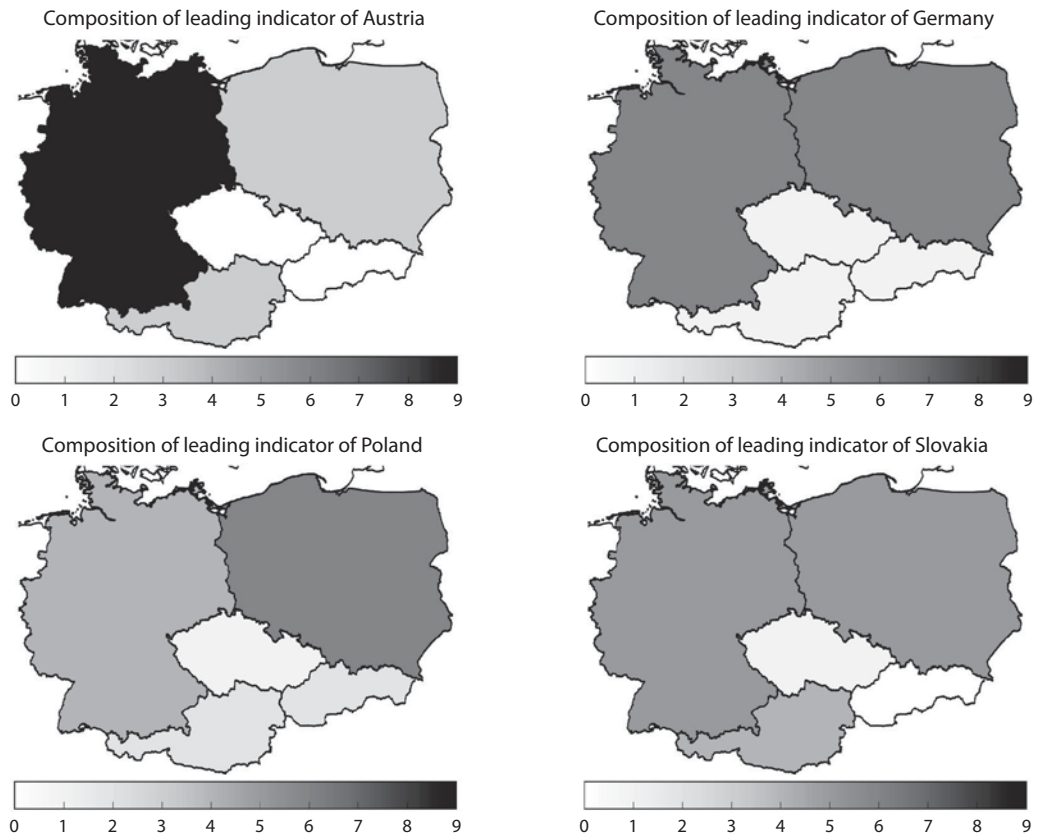 Composition of leading indicator of Austria
0 1 2 3 4 5 6 7 8 9
Composition of leading indicator of Germany
0 1 2 3 4 5 6 7 8 9
Composition of leading indicator of Poland
0 1 2 3 4 5 6 7 8 9
Composition of leading indicator of Slovakia
0 1 2 3 4 5 6 7 8 9